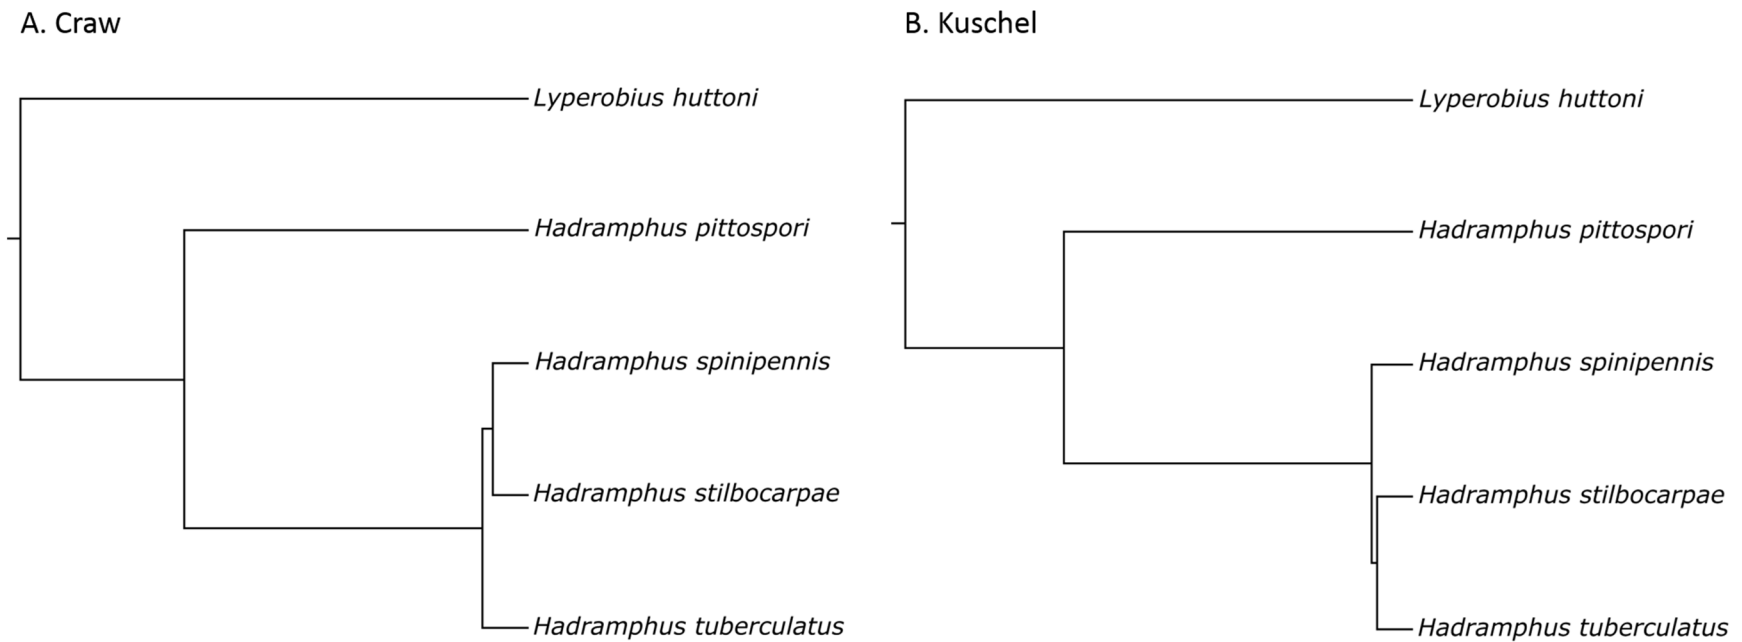 A. Craw
Lyperobius huttoni
Hadramphus pittospori
Hadramphus spinipennis
Hadramphus stilbocarpae
Hadramphus tuberculatus
B. Kuschel
Lyperobius huttoni
Hadramphus pittospori
Hadramphus spinipennis
Hadramphus stilbocarpae
Hadramphus tuberculatus